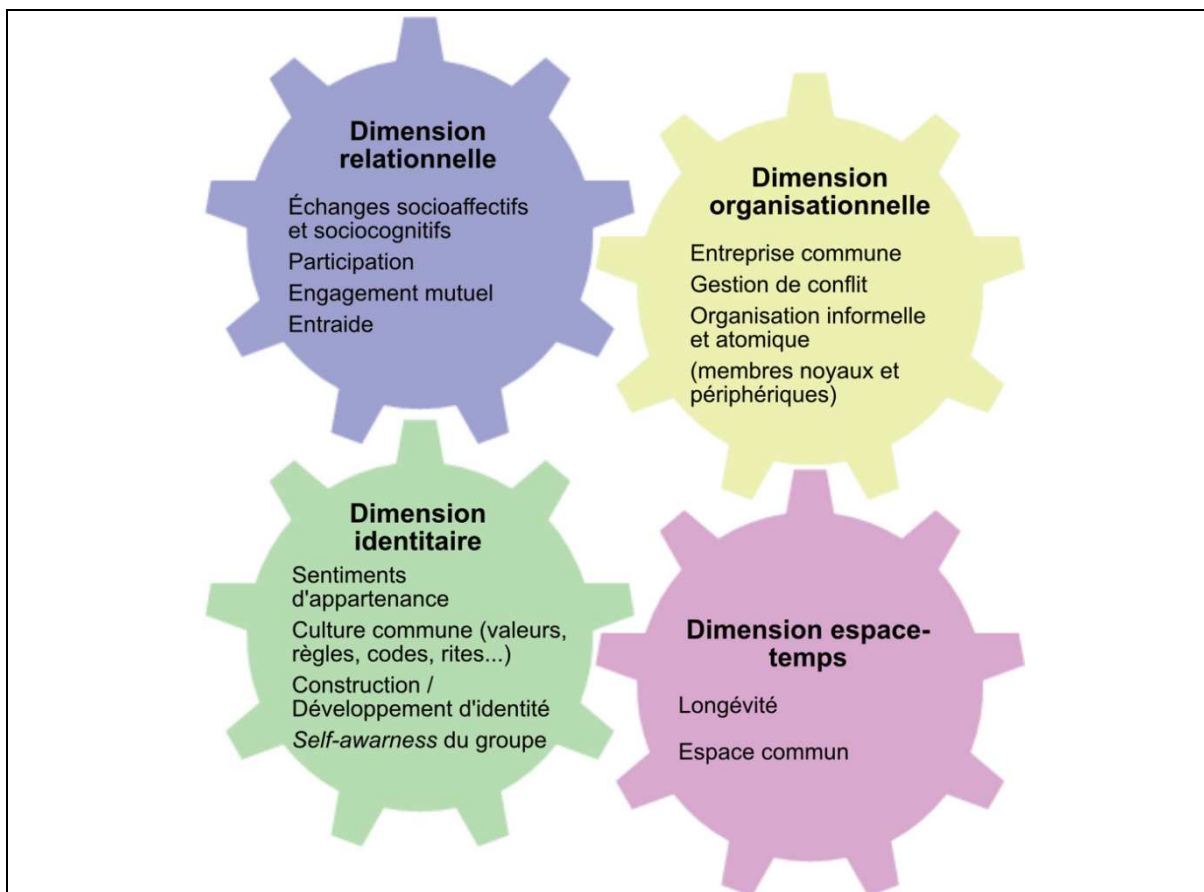 Dimension
relationnelle
Échanges socioaffectifs
et sociocognitifs
Participation
Engagement mutuel
Entraide
Dimension
organisationnelle
Entreprise commune
Gestion de conflit
Organisation informelle
et atomique
(membres noyaux et
périphériques)
Dimension
identitaire
Sentiments
d'appartenance
Culture commune (valeurs,
règles, codes, rites...)
Construction /
Développement d'identité
Self-awarness du groupe
Dimension espace-
temps
Longévité
Espace commun